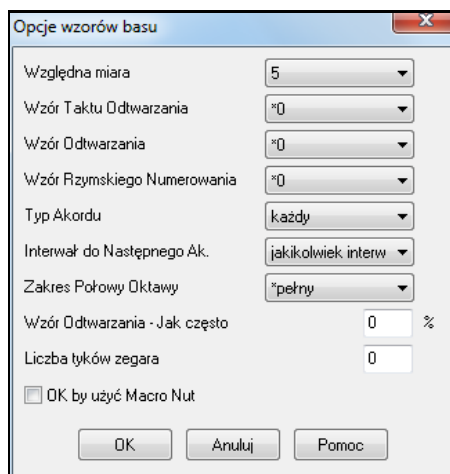 Opcje wzorów basu
Względna miara 5
Wzór Taktu Odtwarzania *0
Wzór Odtwarzania *0
Wzór Rzymskiego Numerowania *0
Typ Akordu każdy
Interwał do Następnego Ak. jakikolwiek interw
Zakres Połowy Oktawy *pełny
Wzór Odtwarzania - Jak często 0 %
Liczba tyków zegara 0
OK by użyć Macro Nut
OK Anuluj Pomoc